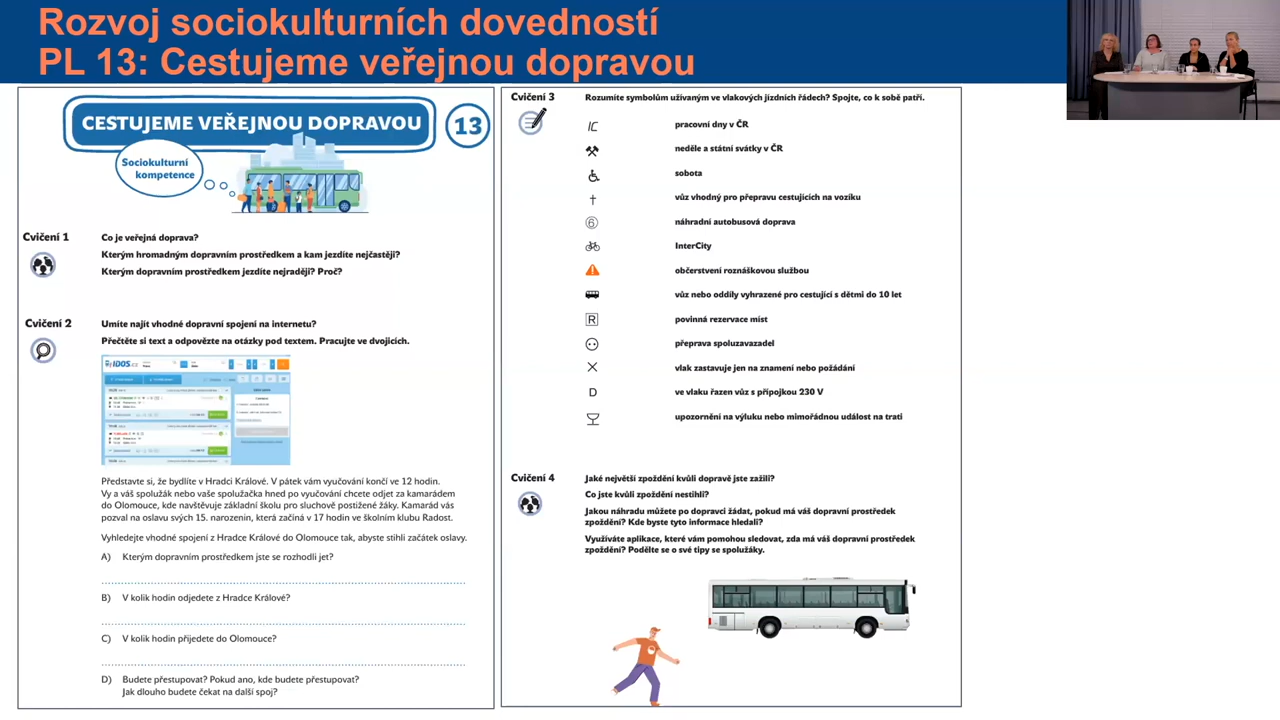 Rozvoj sociokulturních dovedností
PL 13: Cestujeme veřejnou dopravou
CESTUJEME VEŘEJNOU DOPRAVOU
13
Sociokulturní
kompetence
Cvičení 1
Co je veřejná doprava?
Kterým hromadným dopravním prostředkem a kam jezdíte nejčastěji?
Kterým dopravním prostředkem jezdíte nejraději? Proč?
Cvičení 2
Umíte najít vhodné dopravní spojení na internetu?
Přečtěte si text a odpovězte na otázky pod textem. Pracujte ve dvojicích.
IDOS.cz
Představte si, že bydlíte v Hradci Králové. V pátek vám vyučování končí ve 12 hodin.
Vy a váš spolužák nebo vaše spolužačka hned po vyučování chcete odjet za kamarádem
do Olomouce, kde navštěvuje základní školu pro sluchově postižené žáky. Kamarád vás
pozval na oslavu svých 15. narozenin, která začíná v 17 hodin ve školním klubu Radost.
Vyhledejte vhodné spojení z Hradce Králové do Olomouce tak, abyste stihli začátek oslavy.
A) Kterým dopravním prostředkem jste se rozhodli jet?
B) V kolik hodin odjedete z Hradce Králové?
C) V kolik hodin přijedete do Olomouce?
D) Budete přestupovat? Pokud ano, kde budete přestupovat?
Jak dlouho budete čekat na další spoj?
Cvičení 3
Rozumíte symbolům užívaným ve vlakových jízdních řádech? Spojte, co k sobě patří.
IC pracovní dny v ČR
neděle a státní svátky v ČR
sobota
vůz vhodný pro přepravu cestujících na vozíku
6 náhradní autobusová doprava
InterCity
občerstvení roznáškovou službou
vůz nebo oddíly vyhrazené pro cestující s dětmi do 10 let
R povinná rezervace míst
přeprava spoluzavazadel
vlak zastavuje jen na znamení nebo požádání
D ve vlaku řazen vůz s přípojkou 230 V
upozornění na výluku nebo mimořádnou událost na trati
Cvičení 4
Jaké největší zpoždění kvůli dopravě jste zažili?
Co jste kvůli zpoždění nestihli?
Jakou náhradu můžete po dopravci žádat, pokud má váš dopravní prostředek
zpoždění? Kde byste tyto informace hledali?
Využíváte aplikace, které vám pomohou sledovat, zda má váš dopravní prostředek
zpoždění? Podělte se o své tipy se spolužáky.